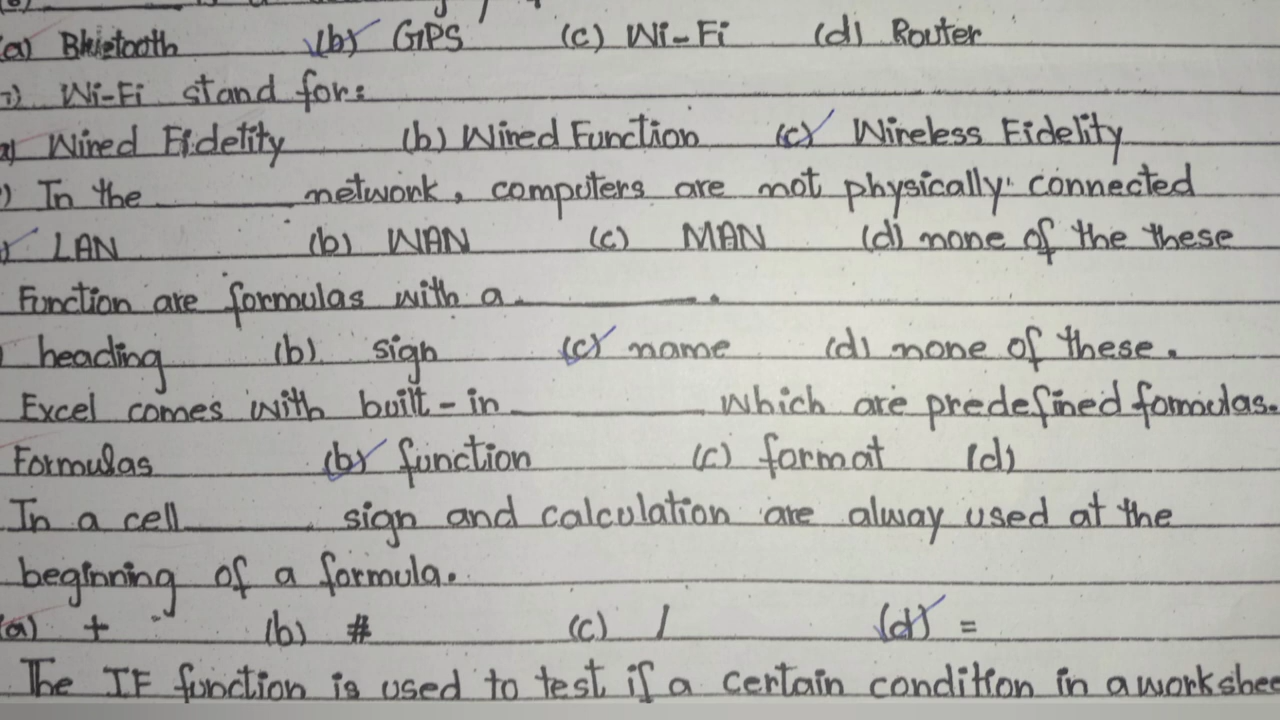 (a) Bluetooth (b) GPS (c) Wi-Fi (d) Router
Wi-Fi stand for:
a) Wired Fidelity (b) Wired Function (c) Wireless Fidelity
) In the ______ network, computers are not physically connected
LAN (b) WAN (c) MAN (d) none of the these
Function are formulas with a ______.
) heading (b) sign (c) name (d) none of these.
Excel comes with built-in ______ which are predefined fomulas.
Formulas (b) function (c) format (d)
In a cell ______ sign and calculation are alway used at the
beginning of a formula.
(a) + (b) # (c) / (d) =
The IF function is used to test if a certain condition in a workshee